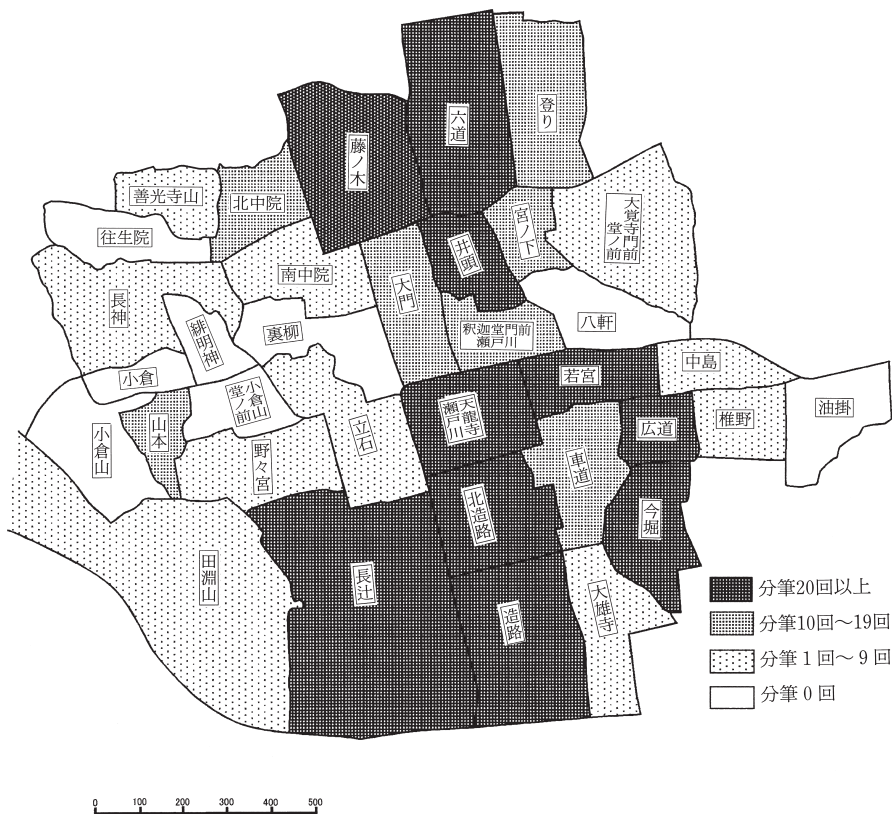 六道
登り
藤ノ木
善光寺山
北中院
宮ノ下
大覚寺門前
堂ノ前
往生院
井頭
南中院
大門
長神
緋明神
裏柳
釈迦堂門前
瀬戸川
八軒
中島
小倉
小倉山
堂ノ前
若宮
油掛
小倉山
山本
野々宮
立石
天龍寺
瀬戸川
広道
椎野
車道
北造路
今堀
田淵山
長辻
造路
大雄寺
分筆20回以上
分筆10回~19回
分筆1回~9回
分筆0回
0 100 200 300 400 500